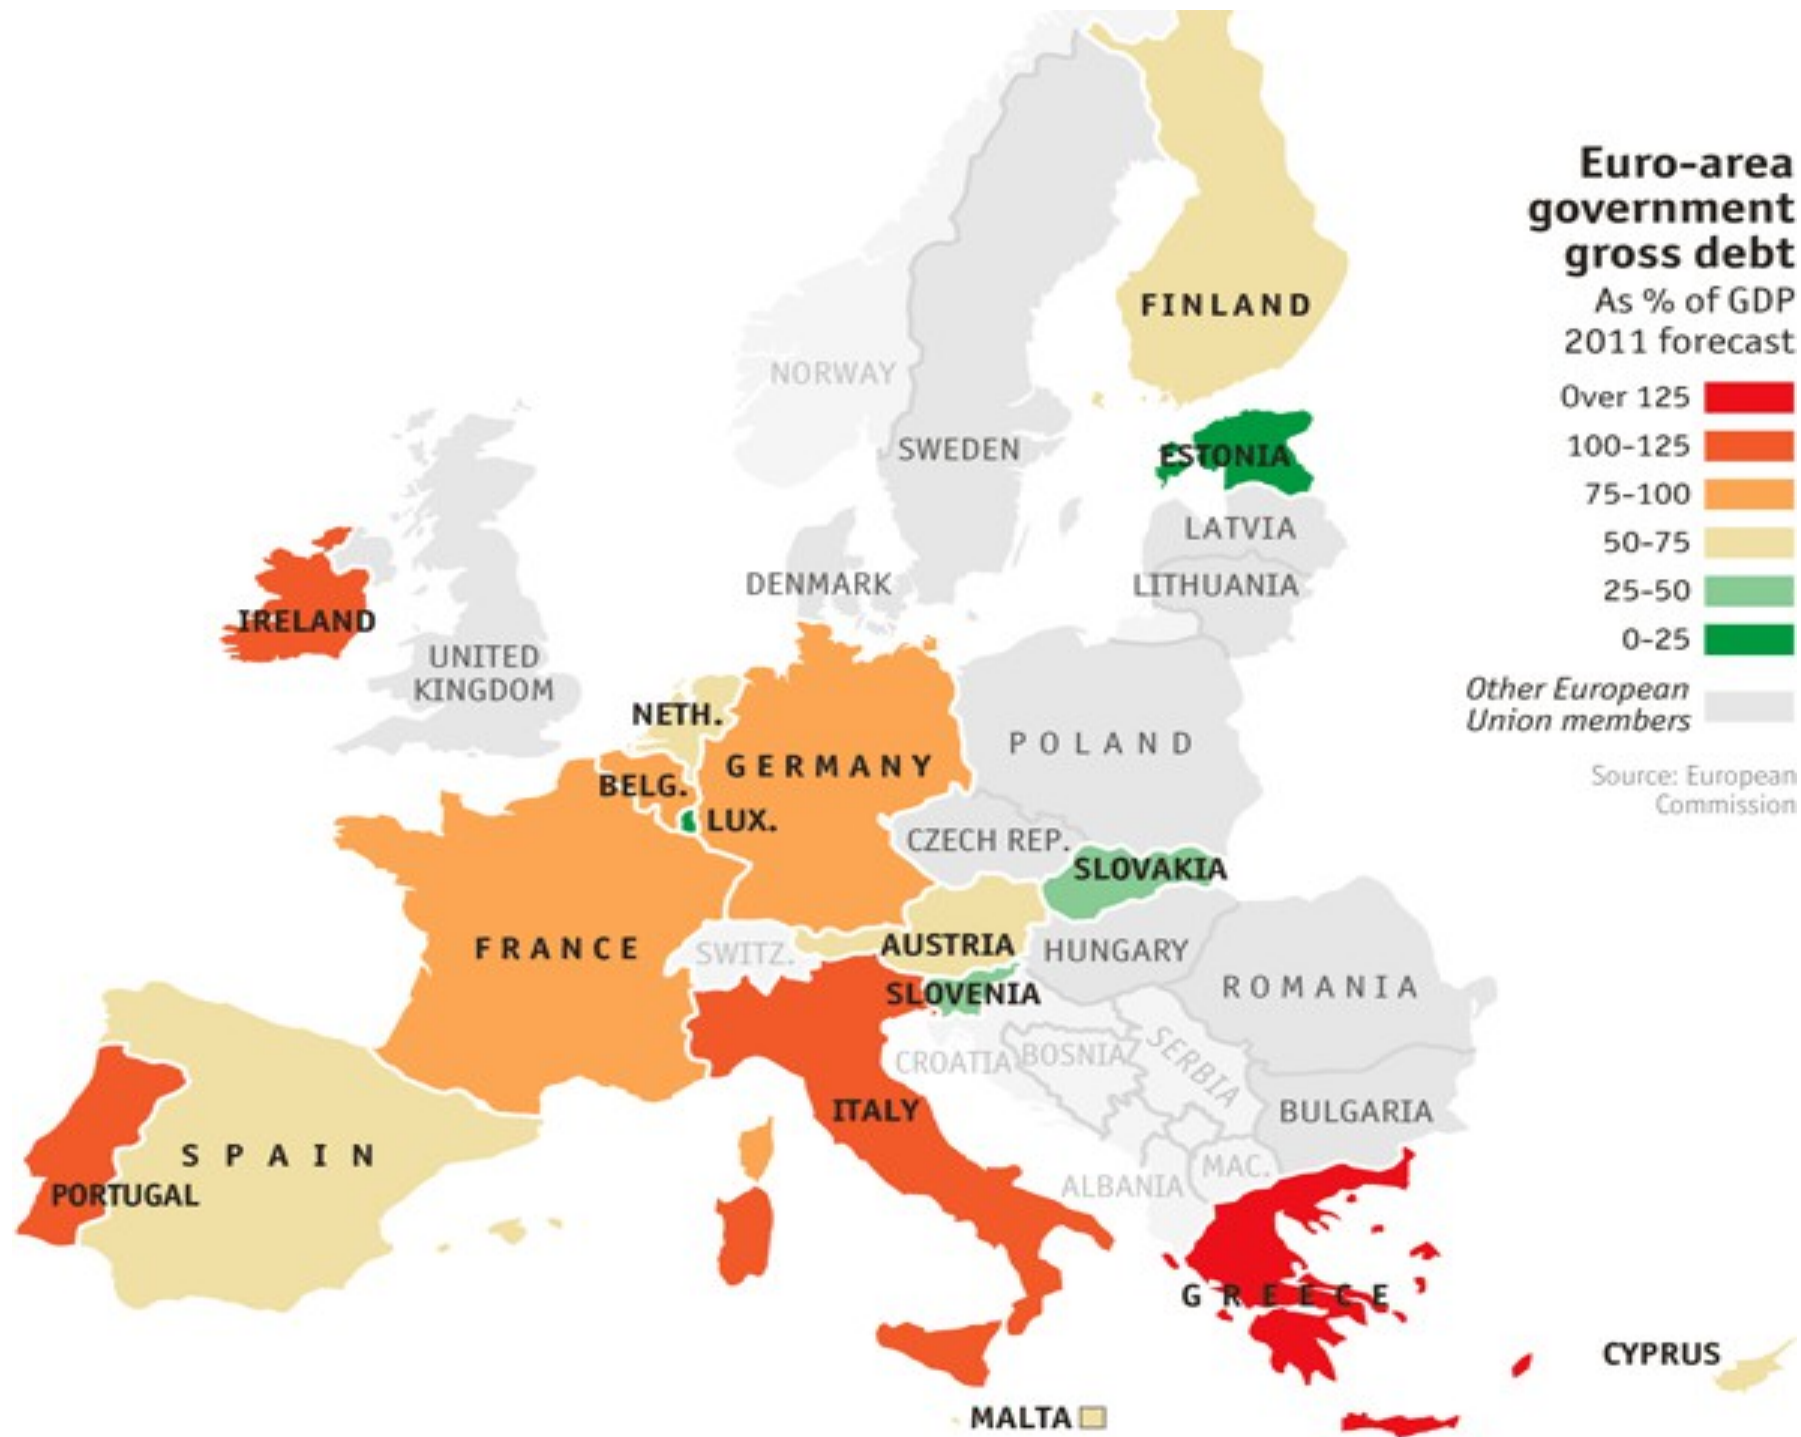 Euro-area
government
gross debt
As % of GDP
2011 forecast
Over 125
100-125
75-100
50-75
25-50
0-25
Other European
Union members
Source: European
Commission
FINLAND
NORWAY
SWEDEN
ESTONIA
LATVIA
DENMARK
LITHUANIA
IRELAND
UNITED
KINGDOM
NETH.
POLAND
GERMANY
BELG.
LUX.
CZECH REP.
SLOVAKIA
FRANCE
SWITZ.
AUSTRIA
HUNGARY
SLOVENIA
ROMANIA
CROATIA
BOSNIA
SERBIA
ITALY
BULGARIA
SPAIN
PORTUGAL
ALBANIA
MAC.
GREECE
CYPRUS
MALTA